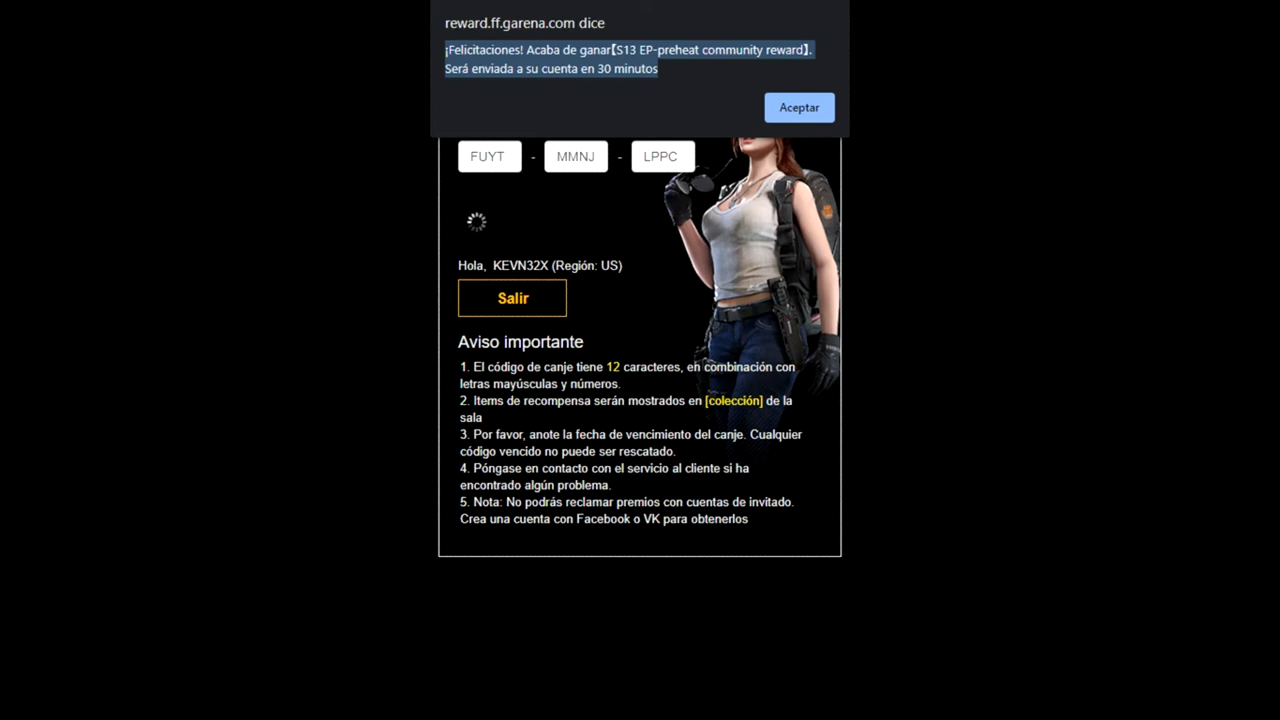 reward.ff.garena.com dice
¡Felicitaciones! Acaba de ganar【S13 EP-preheat community reward】.
Será enviada a su cuenta en 30 minutos
Aceptar
FUYT - MMNJ - LPPC
Hola, KEVN32X (Región: US)
Salir
Aviso importante
1. El código de canje tiene 12 caracteres, en combinación con
letras mayúsculas y números.
2. Items de recompensa serán mostrados en [colección] de la
sala
3. Por favor, anote la fecha de vencimiento del canje. Cualquier
código vencido no puede ser rescatado.
4. Póngase en contacto con el servicio al cliente si ha
encontrado algún problema.
5. Nota: No podrás reclamar premios con cuentas de invitado.
Crea una cuenta con Facebook o VK para obtenerlos